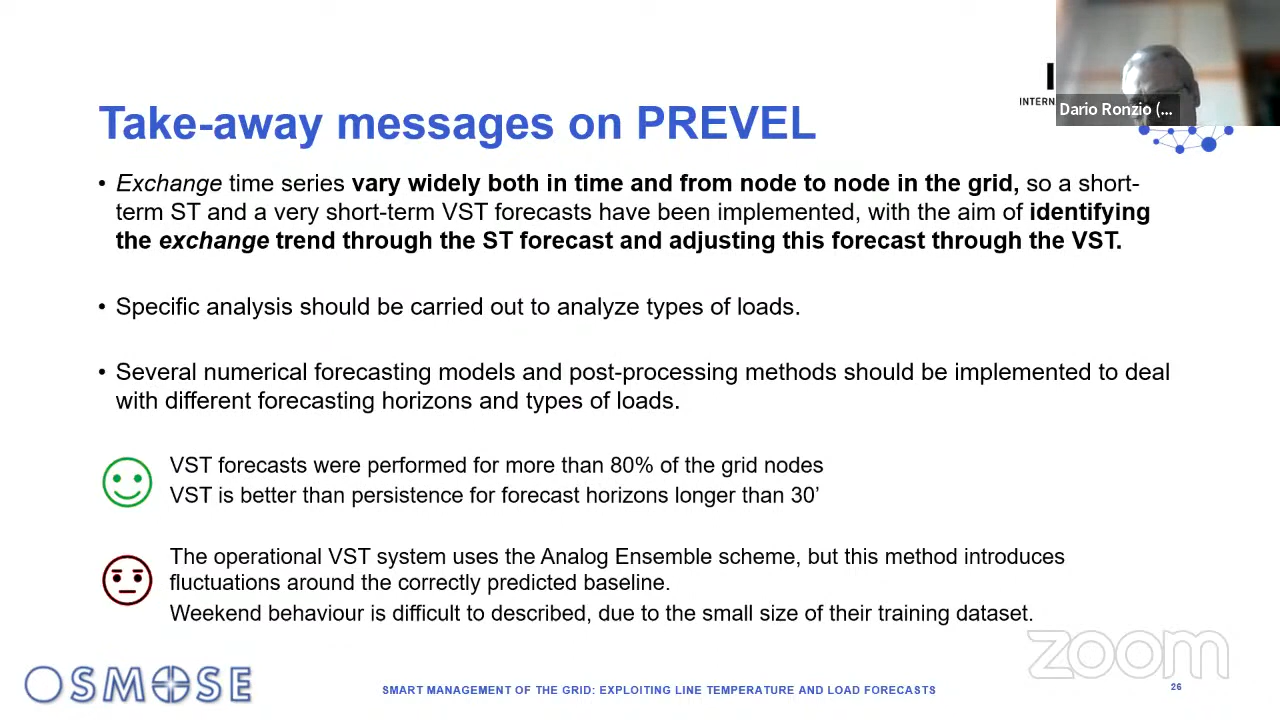 I
INTERN
Dario Ronzio (...
Take-away messages on PREVEL
• Exchange time series vary widely both in time and from node to node in the grid, so a short-
term ST and a very short-term VST forecasts have been implemented, with the aim of identifying
the exchange trend through the ST forecast and adjusting this forecast through the VST.
• Specific analysis should be carried out to analyze types of loads.
• Several numerical forecasting models and post-processing methods should be implemented to deal
with different forecasting horizons and types of loads.
VST forecasts were performed for more than 80% of the grid nodes
VST is better than persistence for forecast horizons longer than 30’
The operational VST system uses the Analog Ensemble scheme, but this method introduces
fluctuations around the correctly predicted baseline.
Weekend behaviour is difficult to described, due to the small size of their training dataset.
zoom
OSMOSE
SMART MANAGEMENT OF THE GRID: EXPLOITING LINE TEMPERATURE AND LOAD FORECASTS
26